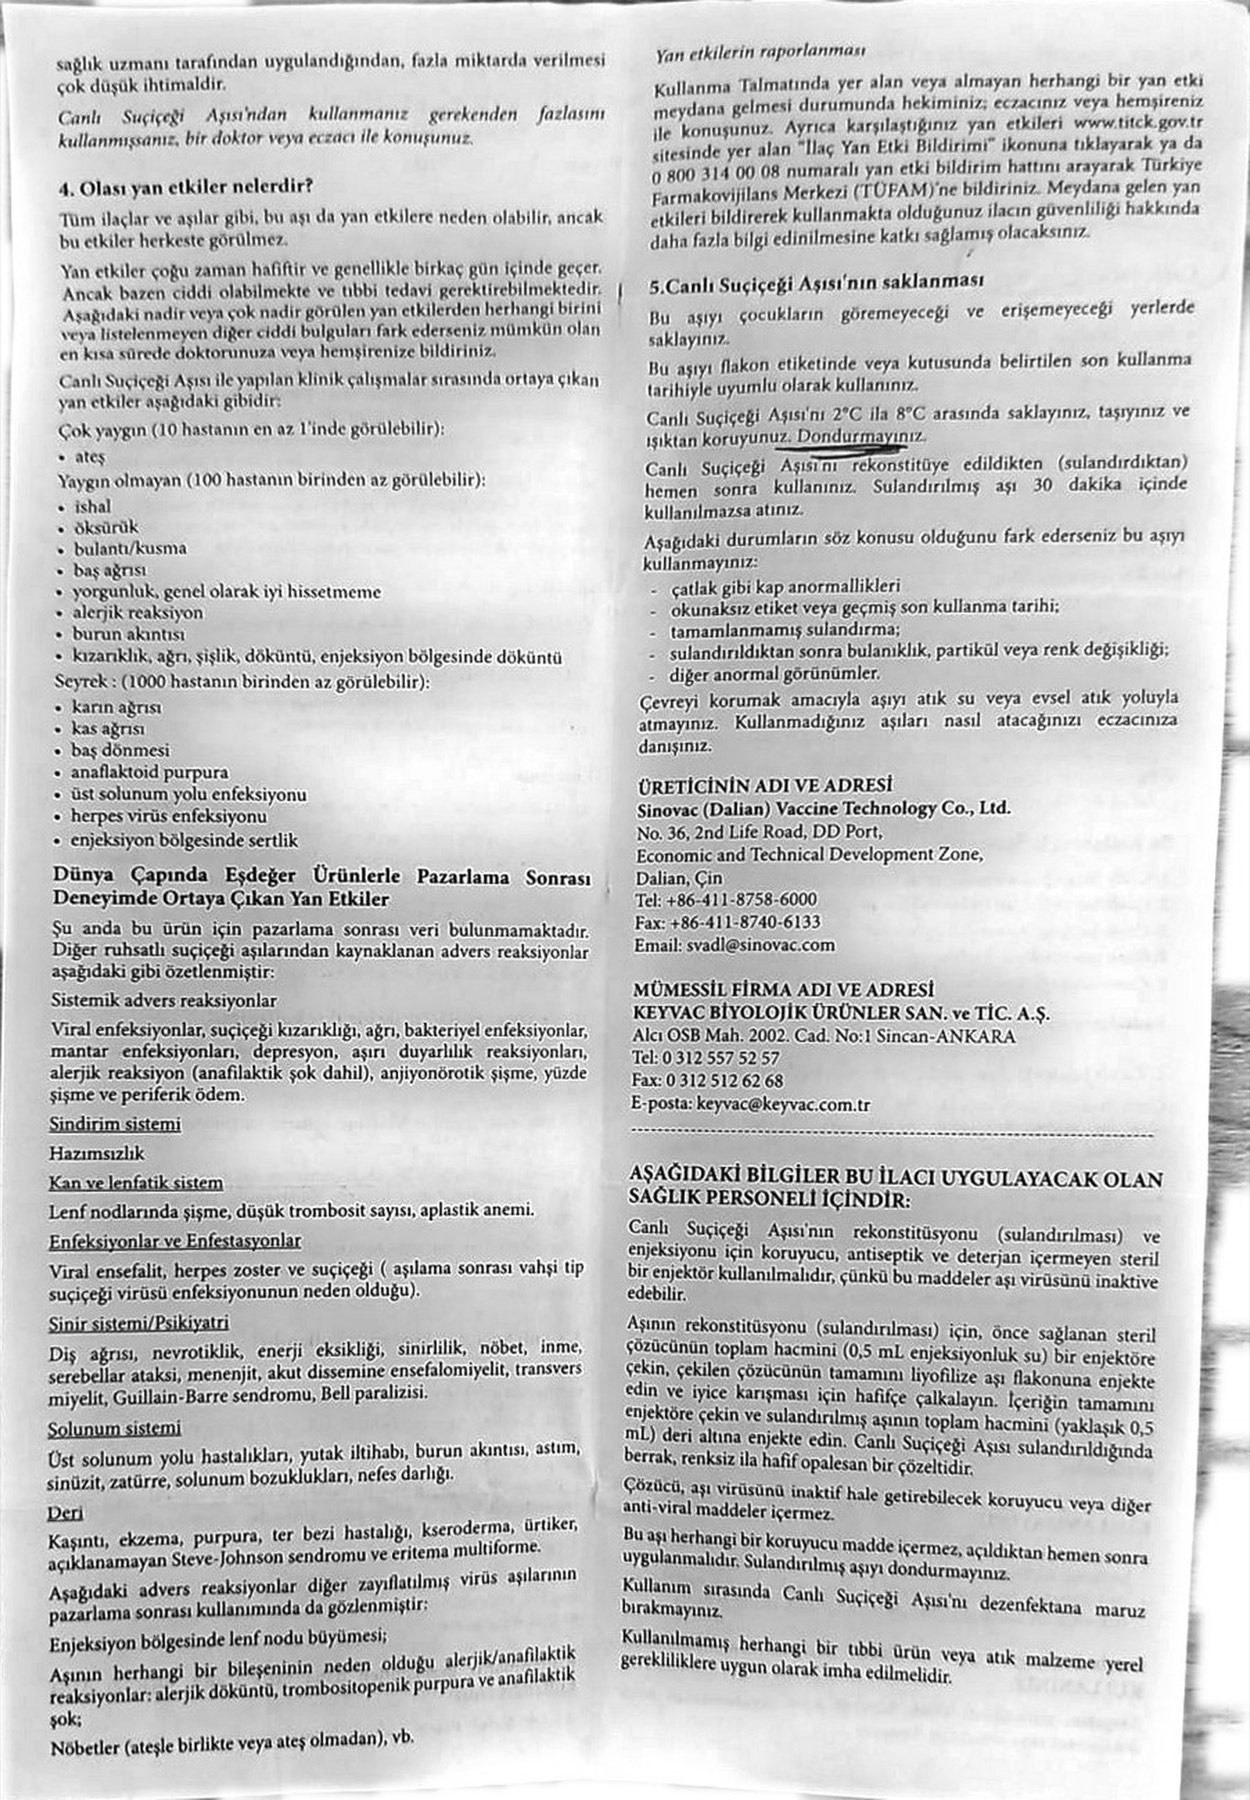 sağlık uzmanı tarafından uygulandığından, fazla miktarda verilmesi
çok düşük ihtimaldir.
Canlı Suçiçeği Aşısı'ndan kullanmanız gerekenden fazlasını
kullanmışsanız, bir doktor veya eczacı ile konuşunuz.
4. Olası yan etkiler nelerdir?
Tüm ilaçlar ve aşılar gibi, bu aşı da yan etkilere neden olabilir, ancak
bu etkiler herkeste görülmez.
Yan etkiler çoğu zaman hafiftir ve genellikle birkaç gün içinde geçer.
Ancak bazen ciddi olabilmekte ve tıbbi tedavi gerektirebilmektedir.
Aşağıdaki nadir veya çok nadir görülen yan etkilerden herhangi birini
veya listelenmeyen diğer ciddi bulguları fark ederseniz mümkün olan
en kısa sürede doktorunuza veya hemşirenize bildiriniz.
Canlı Suçiçeği Aşısı ile yapılan klinik çalışmalar sırasında ortaya çıkan
yan etkiler aşağıdaki gibidir:
Çok yaygın (10 hastanın en az 1'inde görülebilir):
• ateş
Yaygın olmayan (100 hastanın birinden az görülebilir):
• ishal
• öksürük
• bulantı/kusma
• baş ağrısı
• yorgunluk, genel olarak iyi hissetmeme
• alerjik reaksiyon
• burun akıntısı
• kızarıklık, ağrı, şişlik, döküntü, enjeksiyon bölgesinde döküntü
Seyrek : (1000 hastanın birinden az görülebilir):
• karın ağrısı
• kas ağrısı
• baş dönmesi
• anaflaktoid purpura
• üst solunum yolu enfeksiyonu
• herpes virüs enfeksiyonu
• enjeksiyon bölgesinde sertlik
Dünya Çapında Eşdeğer Ürünlerle Pazarlama Sonrası
Deneyimde Ortaya Çıkan Yan Etkiler
Şu anda bu ürün için pazarlama sonrası veri bulunmamaktadır.
Diğer ruhsatlı suçiçeği aşılarından kaynaklanan advers reaksiyonlar
aşağıdaki gibi özetlenmiştir:
Sistemik advers reaksiyonlar
Viral enfeksiyonlar, suçiçeği kızarıklığı, ağrı, bakteriyel enfeksiyonlar,
mantar enfeksiyonları, depresyon, aşırı duyarlılık reaksiyonları,
alerjik reaksiyon (anafilaktik şok dahil), anjiyonörotik şişme, yüzde
şişme ve periferik ödem.
Sindirim sistemi
Hazımsızlık
Kan ve lenfatik sistem
Lenf nodlarında şişme, düşük trombosit sayısı, aplastik anemi.
Enfeksiyonlar ve Enfestasyonlar
Viral ensefalit, herpes zoster ve suçiçeği ( aşılama sonrası vahşi tip
suçiçeği virüsü enfeksiyonunun neden olduğu).
Sinir sistemi/Psikiyatri
Diş ağrısı, nevrotiklik, enerji eksikliği, sinirlilik, nöbet, inme,
serebellar ataksi, menenjit, akut dissemine ensefalomiyelit, transvers
miyelit, Guillain-Barre sendromu, Bell paralizisi.
Solunum sistemi
Üst solunum yolu hastalıkları, yutak iltihabı, burun akıntısı, astım,
sinüzit, zatürre, solunum bozuklukları, nefes darlığı.
Deri
Kaşıntı, ekzema, purpura, ter bezi hastalığı, kseroderma, ürtiker,
açıklanamayan Steve-Johnson sendromu ve eritema multiforme.
Aşağıdaki advers reaksiyonlar diğer zayıflatılmış virüs aşılarının
pazarlama sonrası kullanımında da gözlenmiştir:
Enjeksiyon bölgesinde lenf nodu büyümesi;
Aşının herhangi bir bileşeninin neden olduğu alerjik/anafilaktik
reaksiyonlar: alerjik döküntü, trombositopenik purpura ve anafilaktik
şok;
Nöbetler (ateşle birlikte veya ateş olmadan), vb.
Yan etkilerin raporlanması
Kullanma Talmatında yer alan veya almayan herhangi bir yan etki
meydana gelmesi durumunda hekiminiz; eczacınız veya hemşireniz
ile konuşunuz. Ayrıca karşılaştığınız yan etkileri www.titck.gov.tr
sitesinde yer alan "İlaç Yan Etki Bildirimi" ikonuna tıklayarak ya da
0 800 314 00 08 numaralı yan etki bildirim hattını arayarak Türkiye
Farmakovijilans Merkezi (TÜFAM)'ne bildiriniz. Meydana gelen yan
etkileri bildirerek kullanmakta olduğunuz ilacın güvenliliği hakkında
daha fazla bilgi edinilmesine katkı sağlamış olacaksınız.
5.Canlı Suçiçeği Aşısı'nın saklanması
Bu aşıyı çocukların göremeyeceği ve erişemeyeceği yerlerde
saklayınız.
Bu aşıyı flakon etiketinde veya kutusunda belirtilen son kullanma
tarihiyle uyumlu olarak kullanınız.
Canlı Suçiçeği Aşısı'nı 2°C ila 8°C arasında saklayınız, taşıyınız ve
ışıktan koruyunuz. Dondurmayınız.
Canlı Suçiçeği Aşısı'nı rekonstitüye edildikten (sulandırdıktan)
hemen sonra kullanınız. Sulandırılmış aşı 30 dakika içinde
kullanılmazsa atınız.
Aşağıdaki durumların söz konusu olduğunu fark ederseniz bu aşıyı
kullanmayınız:
- çatlak gibi kap anormallikleri
- okunaksız etiket veya geçmiş son kullanma tarihi;
- tamamlanmamış sulandırma;
- sulandırıldıktan sonra bulanıklık, partikül veya renk değişikliği;
- diğer anormal görünümler.
Çevreyi korumak amacıyla aşıyı atık su veya evsel atık yoluyla
atmayınız. Kullanmadığınız aşıları nasıl atacağınızı eczacınıza
danışınız.
ÜRETİCİNİN ADI VE ADRESİ
Sinovac (Dalian) Vaccine Technology Co., Ltd.
No. 36, 2nd Life Road, DD Port,
Economic and Technical Development Zone,
Dalian, Çin
Tel: +86-411-8758-6000
Fax: +86-411-8740-6133
Email: svadl@sinovac.com
MÜMESSİL FİRMA ADI VE ADRESİ
KEYVAC BİYOLOJİK ÜRÜNLER SAN. ve TİC. A.Ş.
Alcı OSB Mah. 2002. Cad. No:1 Sincan-ANKARA
Tel: 0 312 557 52 57
Fax: 0 312 512 62 68
E-posta: keyvac@keyvac.com.tr
AŞAĞIDAKİ BİLGİLER BU İLACI UYGULAYACAK OLAN
SAĞLIK PERSONELİ İÇİNDİR:
Canlı Suçiçeği Aşısı'nın rekonstitüsyonu (sulandırılması) ve
enjeksiyonu için koruyucu, antiseptik ve deterjan içermeyen steril
bir enjektör kullanılmalıdır, çünkü bu maddeler aşı virüsünü inaktive
edebilir.
Aşının rekonstitüsyonu (sulandırılması) için, önce sağlanan steril
çözücünün toplam hacmini (0,5 mL enjeksiyonluk su) bir enjektöre
çekin, çekilen çözücünün tamamını liyofilize aşı flakonuna enjekte
edin ve iyice karışması için hafifçe çalkalayın. İçeriğin tamamını
enjektöre çekin ve sulandırılmış aşının toplam hacmini (yaklaşık 0,5
mL) deri altına enjekte edin. Canlı Suçiçeği Aşısı sulandırıldığında
berrak, renksiz ila hafif opalesan bir çözeltidir.
Çözücü, aşı virüsünü inaktif hale getirebilecek koruyucu veya diğer
anti-viral maddeler içermez.
Bu aşı herhangi bir koruyucu madde içermez, açıldıktan hemen sonra
uygulanmalıdır. Sulandırılmış aşıyı dondurmayınız.
Kullanım sırasında Canlı Suçiçeği Aşısı'nı dezenfektana maruz
bırakmayınız.
Kullanılmamış herhangi bir tıbbi ürün veya atık malzeme yerel
gerekliliklere uygun olarak imha edilmelidir.